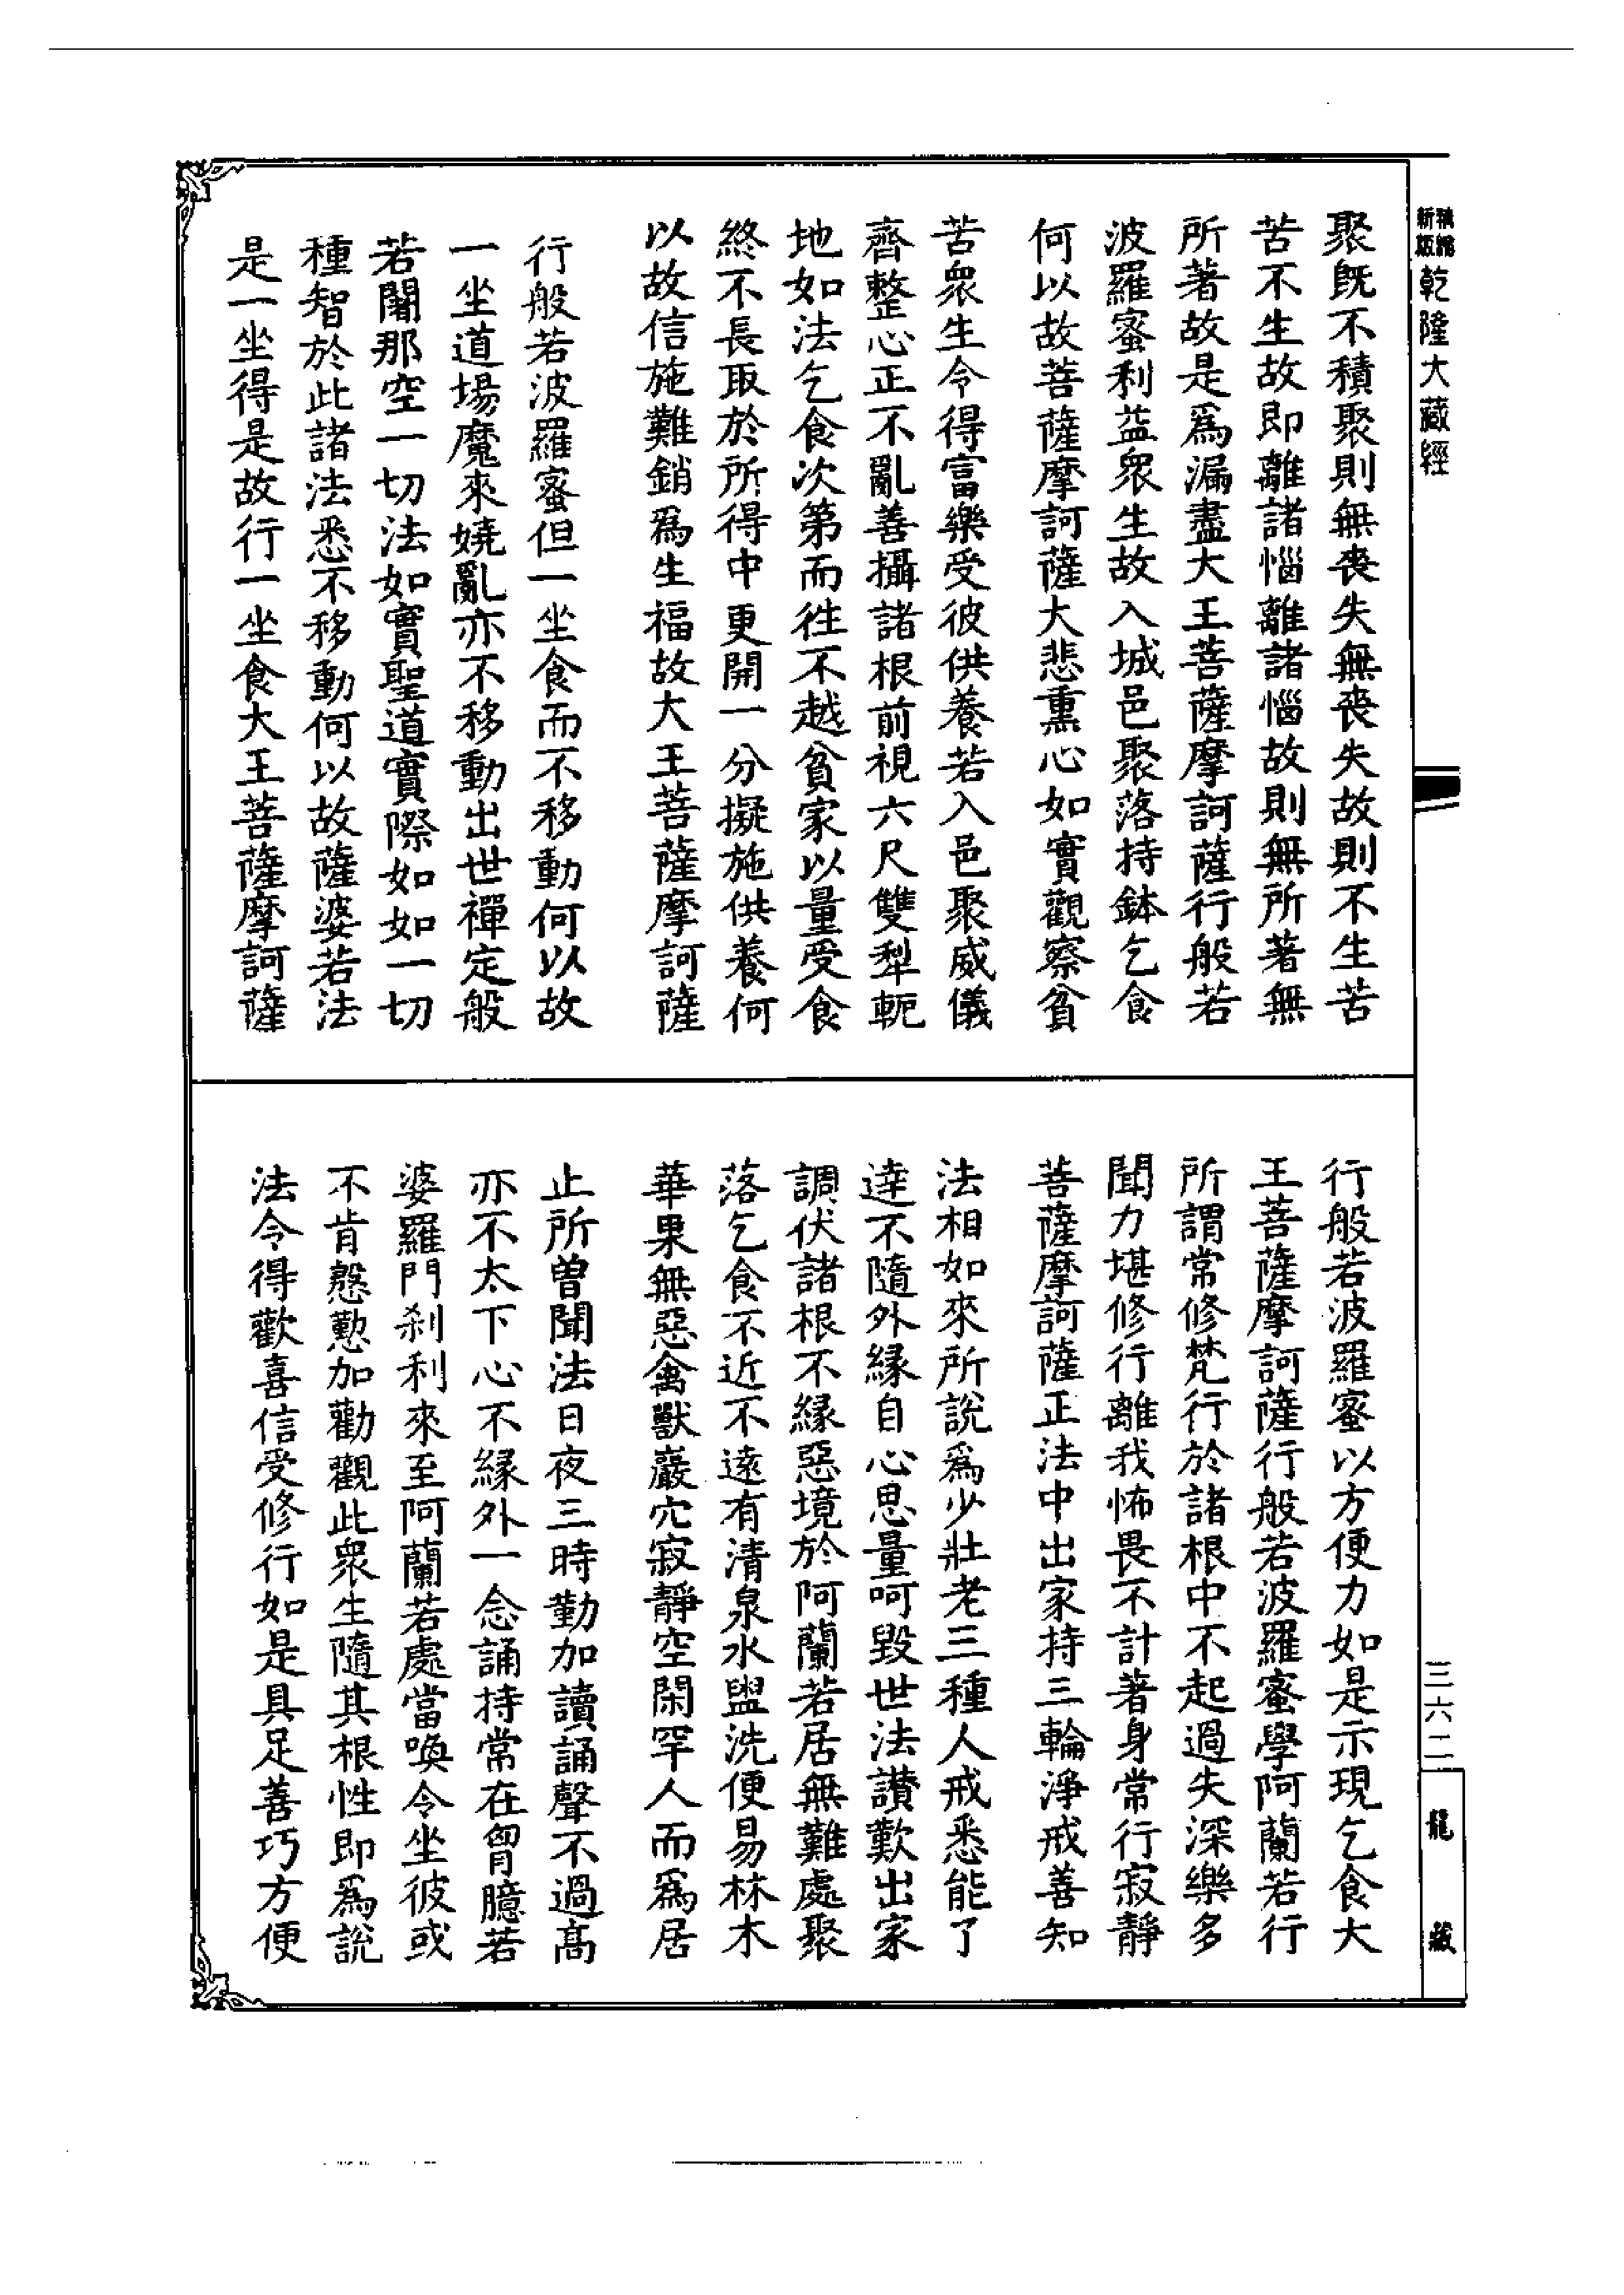 新版精縮乾隆大藏經
聚旣不積聚則無喪失無喪失故則不生苦
苦不生故即離諸惱離諸惱故則無所著無
所著故是爲漏盡大王菩薩摩訶薩行般若
波羅蜜利益衆生故入城邑聚落持鉢乞食
何以故菩薩摩訶薩大悲熏心如實觀察貧
苦衆生令得富樂受彼供養若入邑聚威儀
齊整心正不亂善攝諸根前視六尺雙犁軛
地如法乞食次第而往不越貧家以量受食
終不長取於所得中更開一分擬施供養何
以故信施難銷爲生福故大王菩薩摩訶薩
行般若波羅蜜但一坐食而不移動何以故
一坐道場魔來嬈亂亦不移動出世禪定般
若闍那空一切法如實聖道實際如如一切
種智於此諸法悉不移動何以故薩婆若法
是一坐得是故行一坐食大王菩薩摩訶薩
行般若波羅蜜以方便力如是示現乞食大
王菩薩摩訶薩行般若波羅蜜學阿蘭若行
所謂常修梵行於諸根中不起過失深樂多
聞力堪修行離我怖畏不計著身常行寂靜
菩薩摩訶薩正法中出家持三輪淨戒善知
法相如來所說爲少壯老三種人戒悉能了
達不隨外緣自心思量呵毀世法讚歎出家
調伏諸根不緣惡境於阿蘭若居無難處聚
落乞食不近不遠有清泉水盥洗便易林木
華果無惡禽獸巖穴寂靜空閑罕人而爲居
止所曾聞法日夜三時勤加讀誦聲不過高
亦不太下心不緣外一念誦持常在胷臆若
婆羅門刹利來至阿蘭若處當喚令坐彼或
不肯慇懃加勸觀此衆生隨其根性即爲說
法令得歡喜信受修行如是具足善巧方便
三六二
龍藏